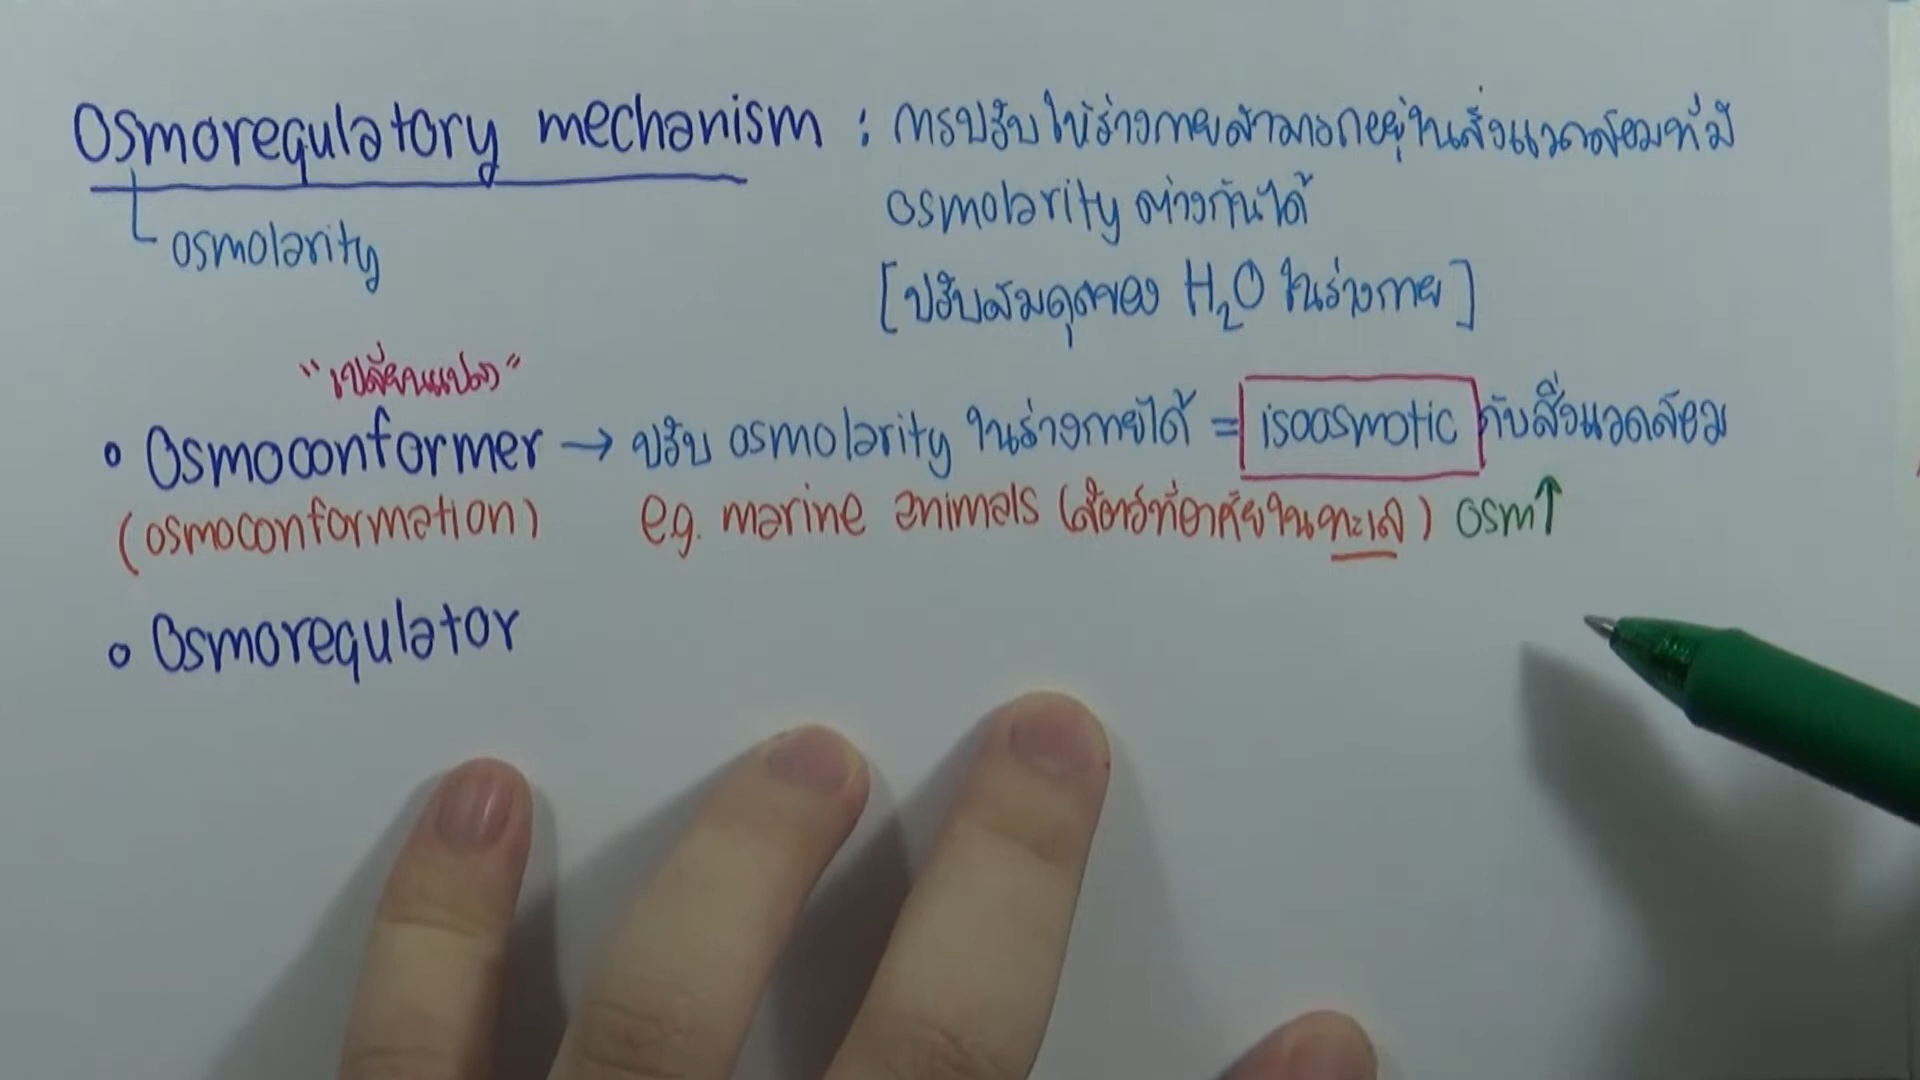 Osmoregulatory mechanism : การปรับให้ร่างกายสามารถอยู่ในสิ่งแวดล้อมที่มี
osmolarity ต่างกันได้
osmolarity
[ปรับสมดุลของ H₂O ในร่างกาย]
"เปลี่ยนแปลง"
• Osmoconformer → ปรับ osmolarity ในร่างกายได้ = isoosmotic กับสิ่งแวดล้อม
(osmoconformation) e.g. marine animals (สัตว์ที่อาศัยในทะเล) osm↑
• Osmoregulator